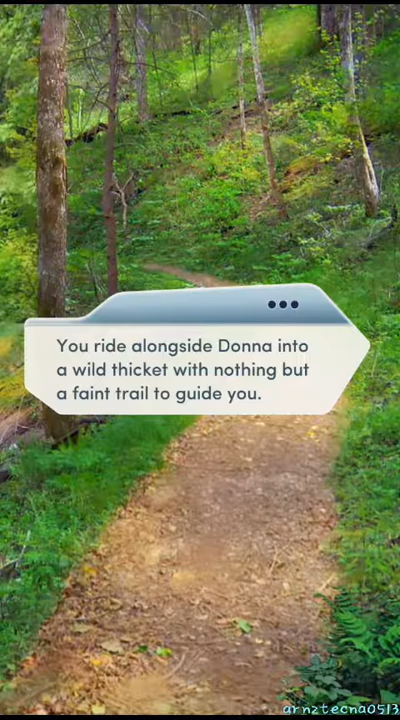 You ride alongside Donna into
a wild thicket with nothing but
a faint trail to guide you.
arnztecna0513